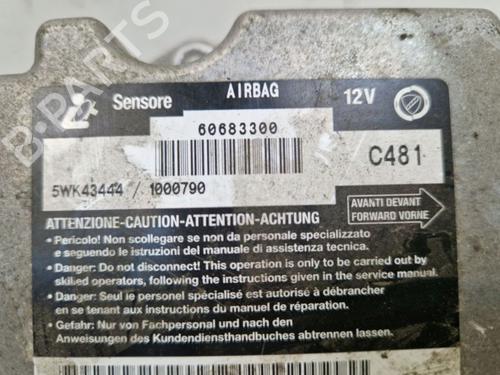 B-PARTS
Sensore AIRBAG 12V
60683300
C481
5WK43444 / 1000790
AVANTI DEVANT
FORWARD VORNE
ATTENZIONE-CAUTION-ATTENTION-ACHTUNG
• Pericolo! Non scollegare se non da personale specializzato
e seguendo le istruzioni del manuale di assistenza tecnica.
• Danger: Do not disconnect! This operation is only to be carried out by
skilled operators, following the instructions given in the service manual.
• Danger: Seul le personel spécialisé est autorisé à débrancher
en se tenant aux instructions du manuel de réparation.
• Gefahr: Nur von Fachpersonal und nach den
Anweisungen des Kundendiensthandbuches abtrennen lassen.